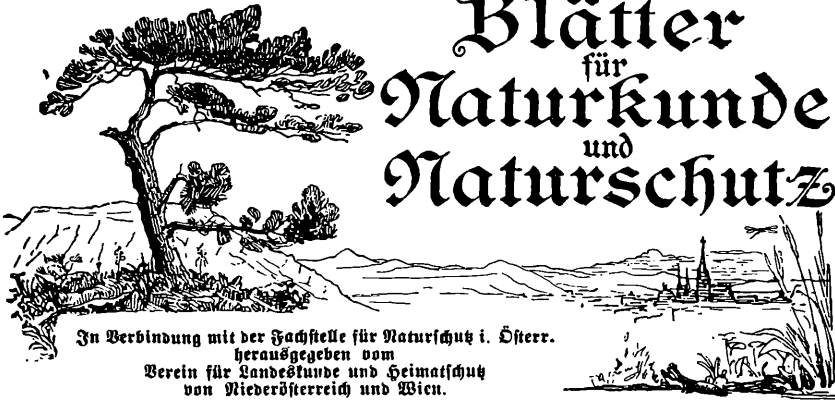 Blätter
für
Naturkunde
und
Naturschutz
In Verbindung mit der Fachstelle für Naturschutz i. Österr.
herausgegeben vom
Verein für Landeskunde und Heimatschutz
von Niederösterreich und Wien.